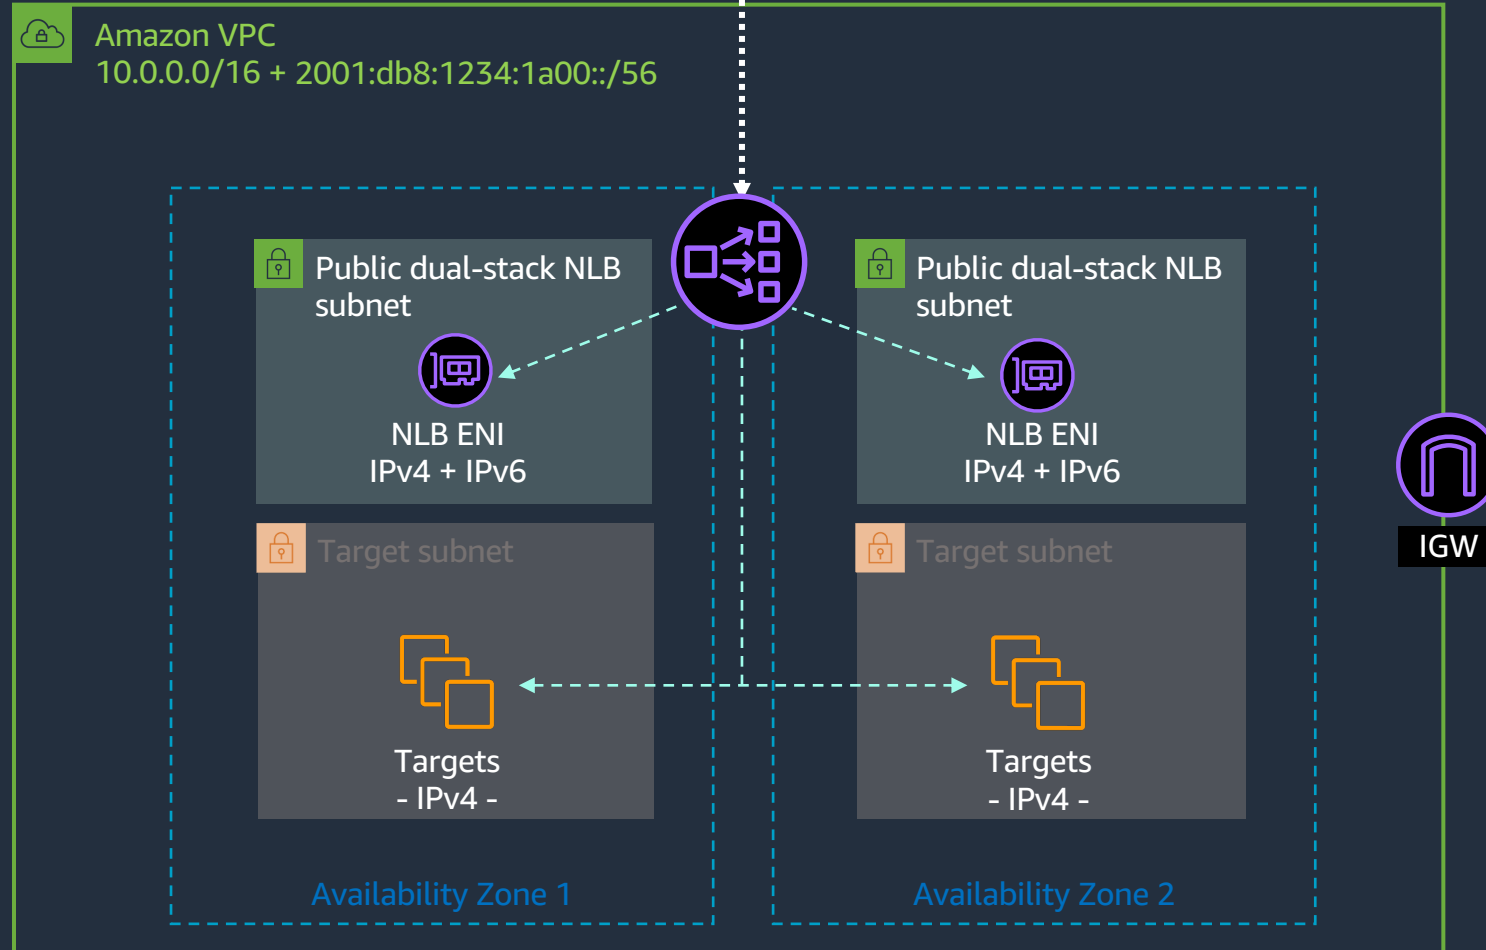 Amazon VPC
10.0.0.0/16 + 2001:db8:1234:1a00::/56
Public dual-stack NLB
subnet
NLB ENI
IPv4 + IPv6
Public dual-stack NLB
subnet
NLB ENI
IPv4 + IPv6
IGW
Target subnet
Targets
- IPv4 -
Target subnet
Targets
- IPv4 -
Availability Zone 1
Availability Zone 2